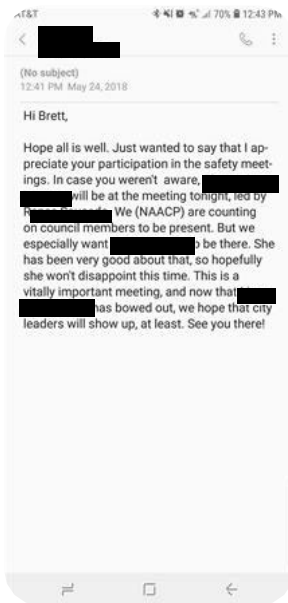 AT&T 70% 12:43 PM
(No subject)
12:41 PM May 24, 2018
Hi Brett,
Hope all is well. Just wanted to say that I ap-
preciate your participation in the safety meet-
ings. In case you weren't aware,
will be at the meeting tonight, led by
We (NAACP) are counting
on council members to be present. But we
especially want o be there. She
has been very good about that, so hopefully
she won't disappoint this time. This is a
vitally important meeting, and now that
has bowed out, we hope that city
leaders will show up, at least. See you there!